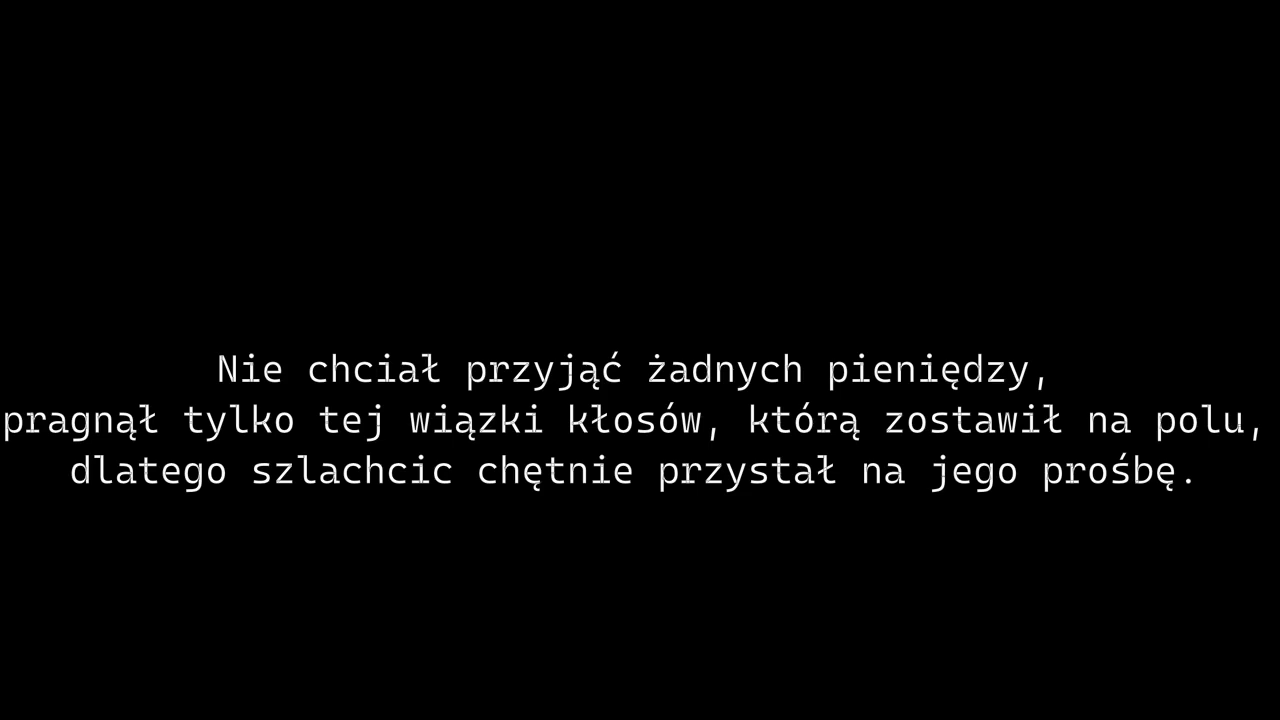 Nie chciał przyjąć żadnych pieniędzy,
pragnął tylko tej wiązki kłosów, którą zostawił na polu,
dlatego szlachcic chętnie przystał na jego prośbę.